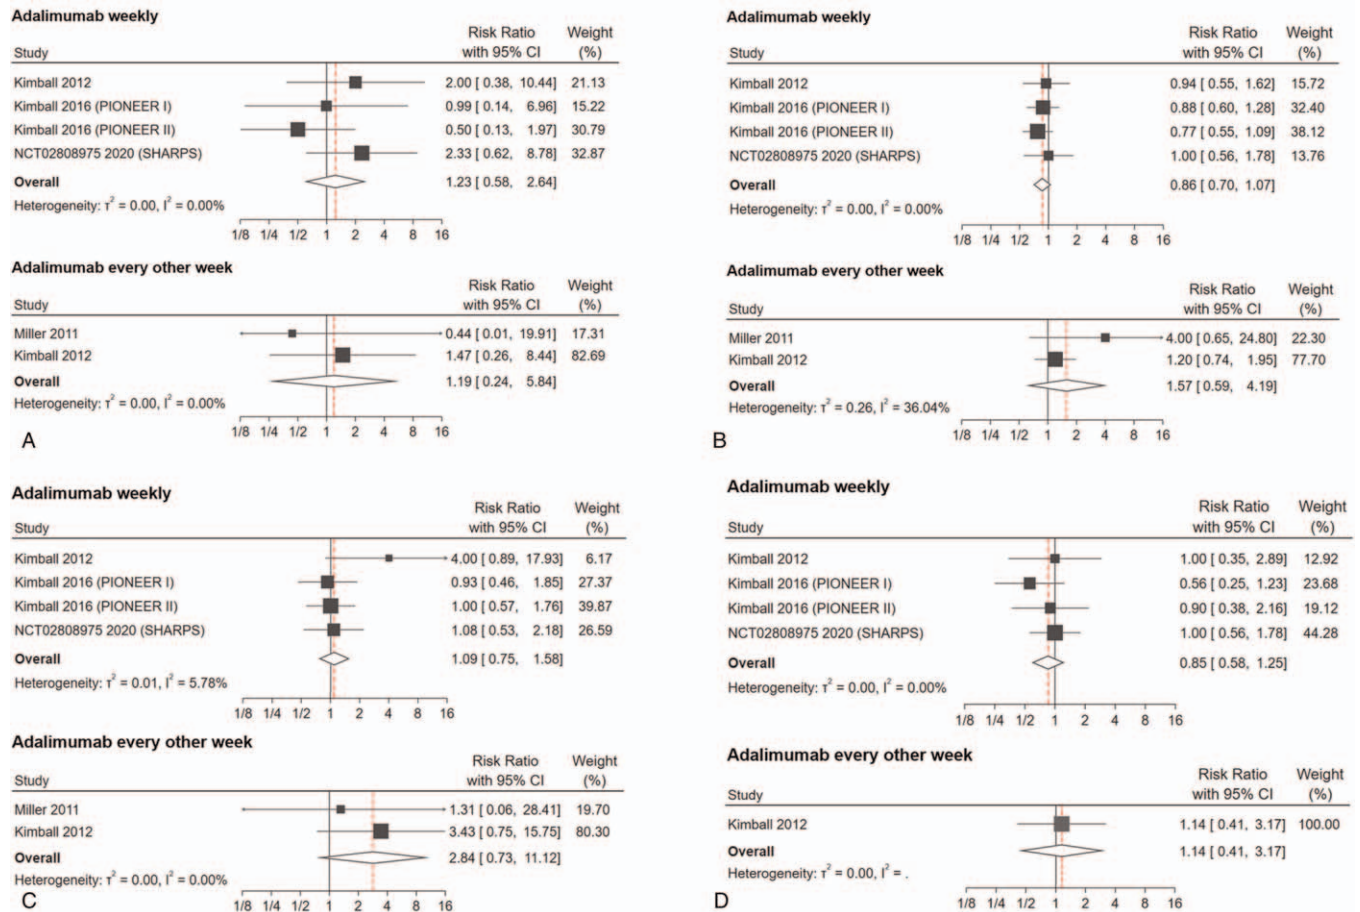 Adalimumab weekly
Risk Ratio Weight
Study with 95% CI (%)
Kimball 2012 2.00 [ 0.38, 10.44] 21.13
Kimball 2016 (PIONEER I) 0.99 [ 0.14, 6.96] 15.22
Kimball 2016 (PIONEER II) 0.50 [ 0.13, 1.97] 30.79
NCT02808975 2020 (SHARPS) 2.33 [ 0.62, 8.78] 32.87
Overall 1.23 [ 0.58, 2.64]
Heterogeneity: τ² = 0.00, I² = 0.00%
1/8 1/4 1/2 1 2 4 8 16
Adalimumab every other week
Risk Ratio Weight
Study with 95% CI (%)
Miller 2011 0.44 [ 0.01, 19.91] 17.31
Kimball 2012 1.47 [ 0.26, 8.44] 82.69
Overall 1.19 [ 0.24, 5.84]
Heterogeneity: τ² = 0.00, I² = 0.00%
1/8 1/4 1/2 1 2 4 8 16
A
Adalimumab weekly
Risk Ratio Weight
Study with 95% CI (%)
Kimball 2012 0.94 [ 0.55, 1.62] 15.72
Kimball 2016 (PIONEER I) 0.88 [ 0.60, 1.28] 32.40
Kimball 2016 (PIONEER II) 0.77 [ 0.55, 1.09] 38.12
NCT02808975 2020 (SHARPS) 1.00 [ 0.56, 1.78] 13.76
Overall 0.86 [ 0.70, 1.07]
Heterogeneity: τ² = 0.00, I² = 0.00%
1/8 1/4 1/2 1 2 4 8 16
Adalimumab every other week
Risk Ratio Weight
Study with 95% CI (%)
Miller 2011 4.00 [ 0.65, 24.80] 22.30
Kimball 2012 1.20 [ 0.74, 1.95] 77.70
Overall 1.57 [ 0.59, 4.19]
Heterogeneity: τ² = 0.26, I² = 36.04%
1/8 1/4 1/2 1 2 4 8 16
B
Adalimumab weekly
Risk Ratio Weight
Study with 95% CI (%)
Kimball 2012 4.00 [ 0.89, 17.93] 6.17
Kimball 2016 (PIONEER I) 0.93 [ 0.46, 1.85] 27.37
Kimball 2016 (PIONEER II) 1.00 [ 0.57, 1.76] 39.87
NCT02808975 2020 (SHARPS) 1.08 [ 0.53, 2.18] 26.59
Overall 1.09 [ 0.75, 1.58]
Heterogeneity: τ² = 0.01, I² = 5.78%
1/8 1/4 1/2 1 2 4 8 16
Adalimumab every other week
Risk Ratio Weight
Study with 95% CI (%)
Miller 2011 1.31 [ 0.06, 28.41] 19.70
Kimball 2012 3.43 [ 0.75, 15.75] 80.30
Overall 2.84 [ 0.73, 11.12]
Heterogeneity: τ² = 0.00, I² = 0.00%
1/8 1/4 1/2 1 2 4 8 16
C
Adalimumab weekly
Risk Ratio Weight
Study with 95% CI (%)
Kimball 2012 1.00 [ 0.35, 2.89] 12.92
Kimball 2016 (PIONEER I) 0.56 [ 0.25, 1.23] 23.68
Kimball 2016 (PIONEER II) 0.90 [ 0.38, 2.16] 19.12
NCT02808975 2020 (SHARPS) 1.00 [ 0.56, 1.78] 44.28
Overall 0.85 [ 0.58, 1.25]
Heterogeneity: τ² = 0.00, I² = 0.00%
1/8 1/4 1/2 1 2 4 8 16
Adalimumab every other week
Risk Ratio Weight
Study with 95% CI (%)
Kimball 2012 1.14 [ 0.41, 3.17] 100.00
Overall 1.14 [ 0.41, 3.17]
Heterogeneity: τ² = 0.00, I² = .
1/8 1/4 1/2 1 2 4 8 16
D